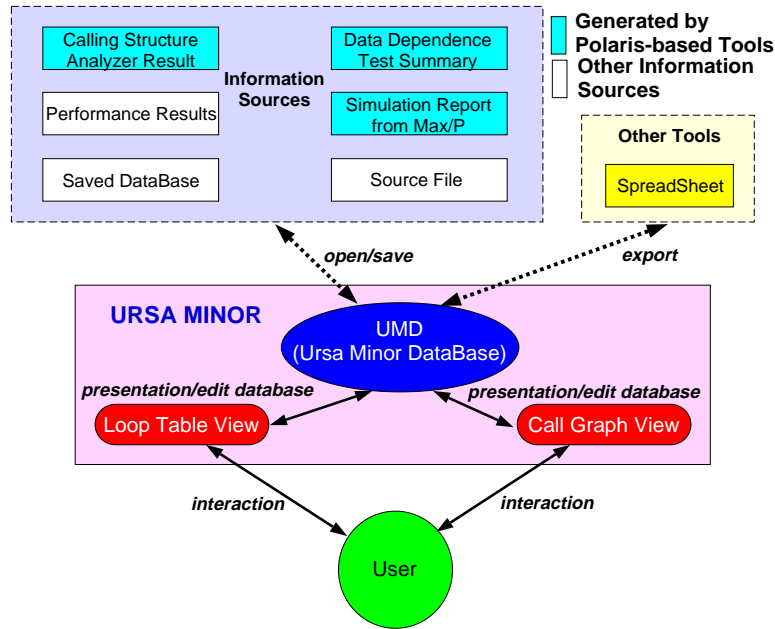 Calling Structure
Analyzer Result
Data Dependence
Test Summary
Information
Sources
Performance Results
Simulation Report
from Max/P
Saved DataBase
Source File
Generated by
Polaris-based Tools
Other Information
Sources
Other Tools
SpreadSheet
open/save
export
URSA MINOR
UMD
(Ursa Minor DataBase)
presentation/edit database
presentation/edit database
Loop Table View
Call Graph View
interaction
interaction
User